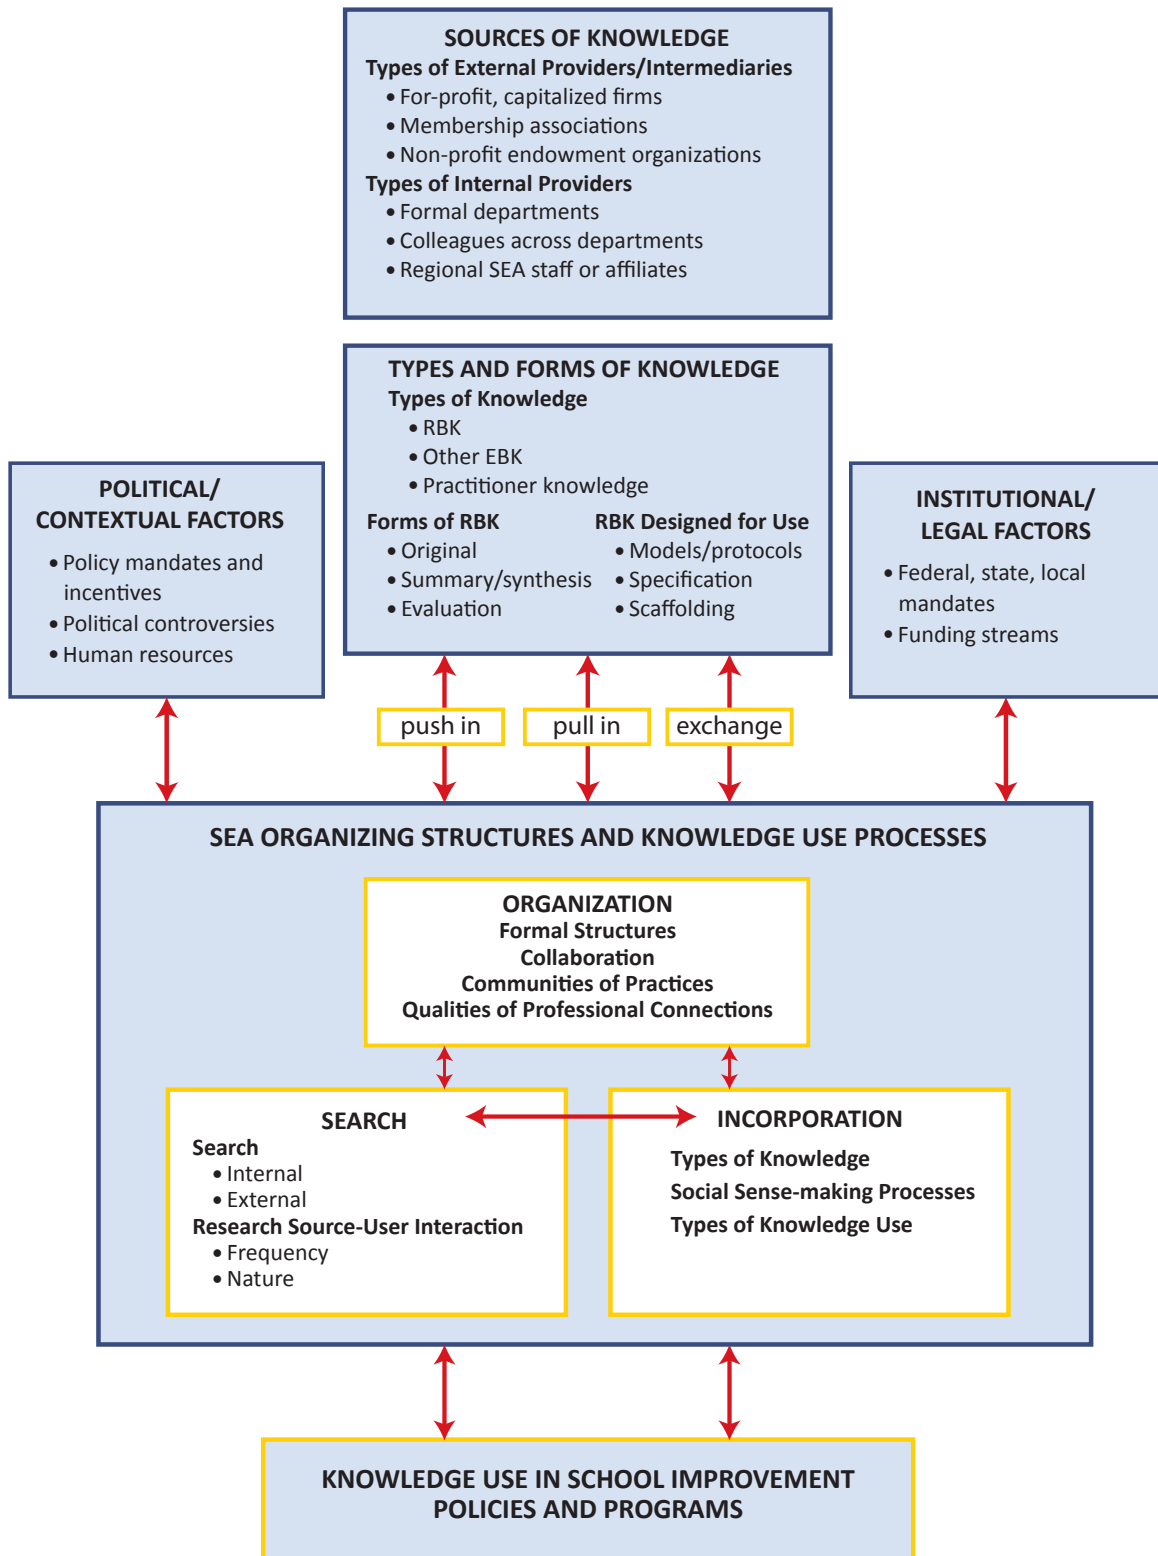 SOURCES OF KNOWLEDGE
Types of External Providers/Intermediaries
• For-profit, capitalized firms
• Membership associations
• Non-profit endowment organizations
Types of Internal Providers
• Formal departments
• Colleagues across departments
• Regional SEA staff or affiliates
TYPES AND FORMS OF KNOWLEDGE
Types of Knowledge
• RBK
• Other EBK
• Practitioner knowledge
Forms of RBK
• Original
• Summary/synthesis
• Evaluation
RBK Designed for Use
• Models/protocols
• Specification
• Scaffolding
POLITICAL/
CONTEXTUAL FACTORS
• Policy mandates and
incentives
• Political controversies
• Human resources
INSTITUTIONAL/
LEGAL FACTORS
• Federal, state, local
mandates
• Funding streams
push in
pull in
exchange
SEA ORGANIZING STRUCTURES AND KNOWLEDGE USE PROCESSES
ORGANIZATION
Formal Structures
Collaboration
Communities of Practices
Qualities of Professional Connections
SEARCH
Search
• Internal
• External
Research Source-User Interaction
• Frequency
• Nature
INCORPORATION
Types of Knowledge
Social Sense-making Processes
Types of Knowledge Use
KNOWLEDGE USE IN SCHOOL IMPROVEMENT
POLICIES AND PROGRAMS